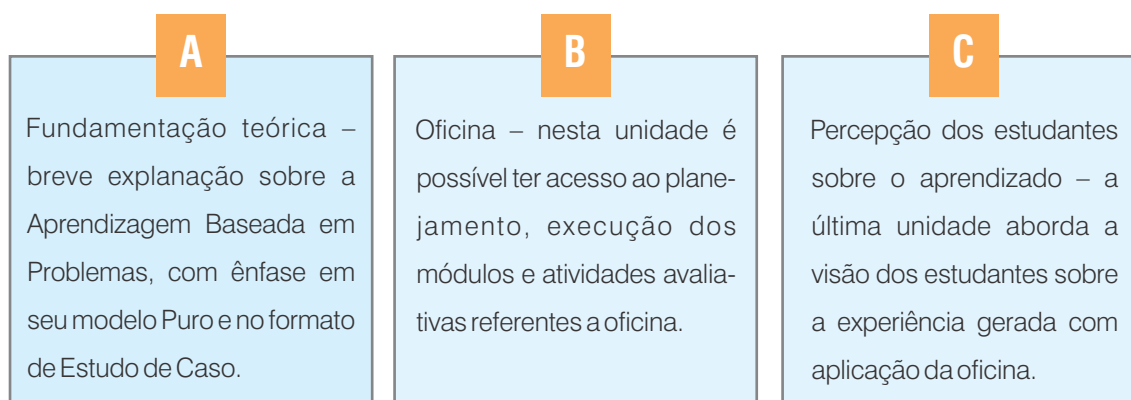 A
Fundamentação teórica –
breve explanação sobre a
Aprendizagem Baseada em
Problemas, com ênfase em
seu modelo Puro e no formato
de Estudo de Caso.
B
Oficina – nesta unidade é
possível ter acesso ao plane-
jamento, execução dos
módulos e atividades avalia-
tivas referentes a oficina.
C
Percepção dos estudantes
sobre o aprendizado – a
última unidade aborda a
visão dos estudantes sobre
a experiência gerada com
aplicação da oficina.